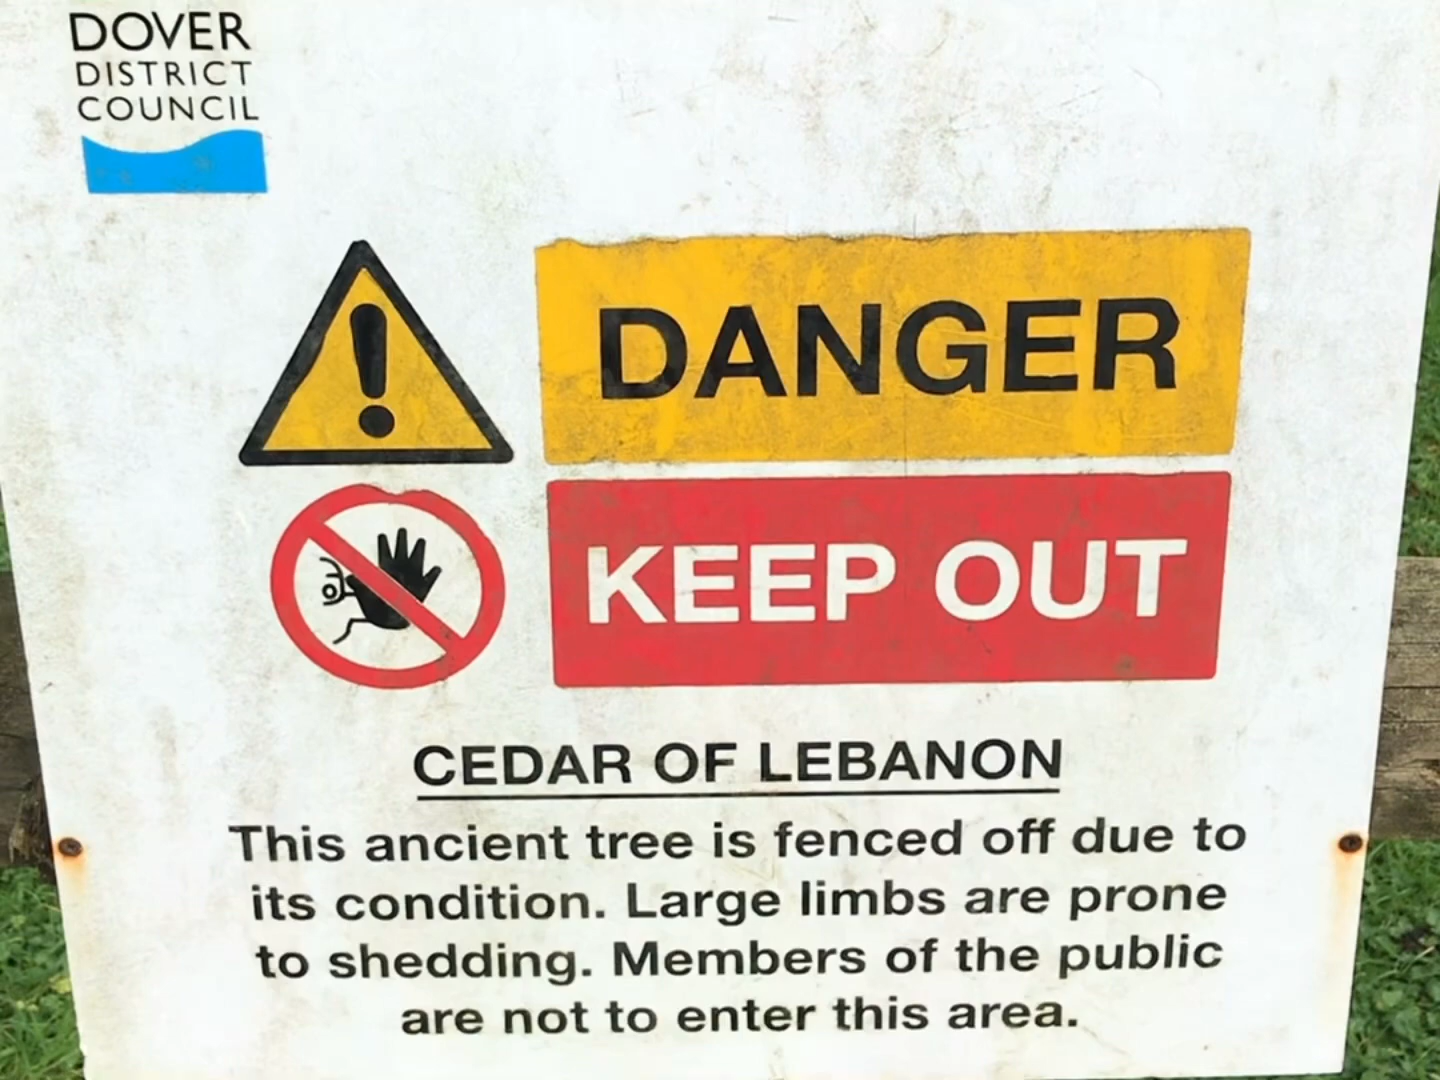 DOVER
DISTRICT
COUNCIL
DANGER
KEEP OUT
CEDAR OF LEBANON
This ancient tree is fenced off due to
its condition. Large limbs are prone
to shedding. Members of the public
are not to enter this area.